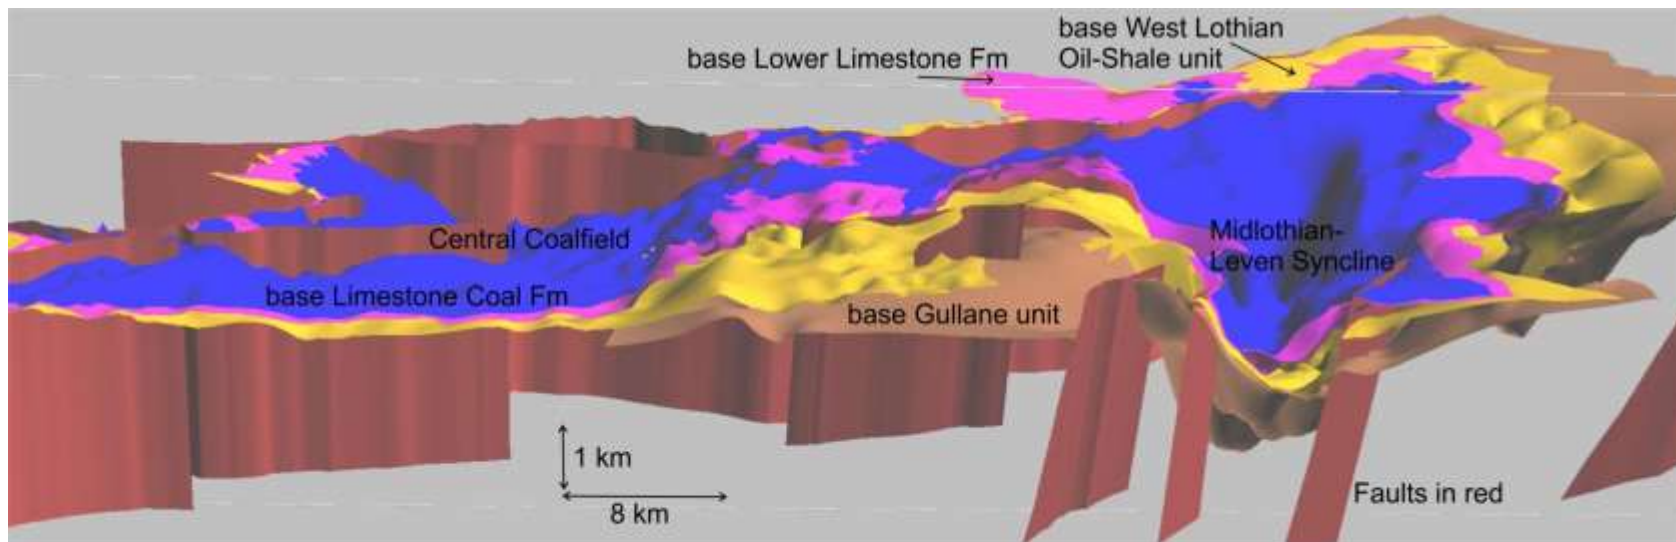 base West Lothian
Oil-Shale unit
base Lower Limestone Fm
Central Coalfield
Midlothian-
Leven Syncline
base Limestone Coal Fm
base Gullane unit
1 km
8 km
Faults in red